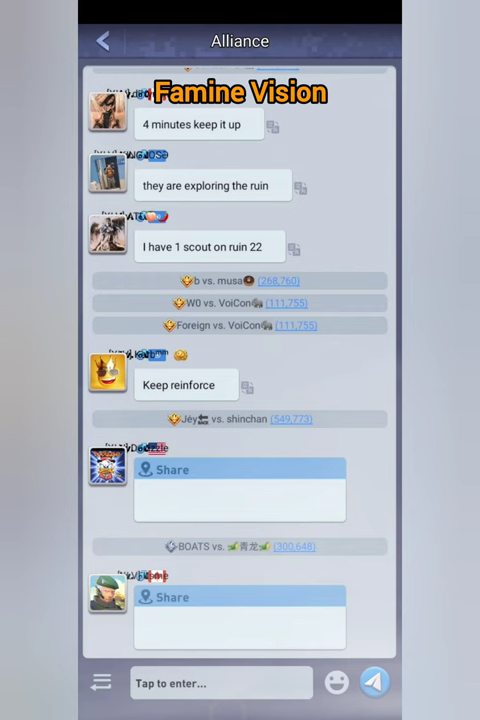 Alliance
Famine Vision
4 minutes keep it up
they are exploring the ruin
I have 1 scout on ruin 22
b vs. musa (268,760)
W0 vs. VoiCon (111,755)
Foreign vs. VoiCon (111,755)
Keep reinforce
Jéy vs. shinchan (549,773)
Share
BOATS vs. 青龙 (300,648)
Share
Tap to enter...